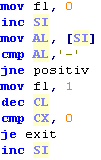 mov fl, 0
inc SI
mov AL, [SI]
cmp AL,'-'
jne positiv
mov fl, 1
dec CL
cmp CX, 0
je exit
inc SI